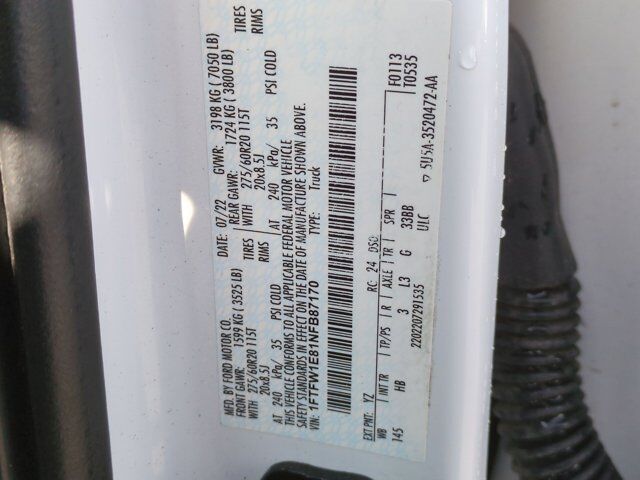 MFD. BY FORD MOTOR CO.
DATE: 07/22 GVWR: 3198 KG ( 7050 LB)
FRONT GAWR: 1599 KG ( 3525 LB) REAR GAWR: 1724 KG ( 3800 LB)
WITH 275/60R20 115T TIRES WITH 275/60R20 115T TIRES
20x8.5J RIMS 20x8.5J RIMS
AT 240 kPa/ 35 PSI COLD AT 240 kPa/ 35 PSI COLD
THIS VEHICLE CONFORMS TO ALL APPLICABLE FEDERAL MOTOR VEHICLE
SAFETY STANDARDS IN EFFECT ON THE DATE OF MANUFACTURE SHOWN ABOVE.
VIN: 1FTFW1E81NFB87170 TYPE: Truck
F0113
T0535
EXT PNT: YZ RC: 24 DSO:
WB INT TR TP/PS R AXLE TR SPR
145 HB 3 L3 G 33BB
2202207291535 ULC
5U5A-3520472-AA